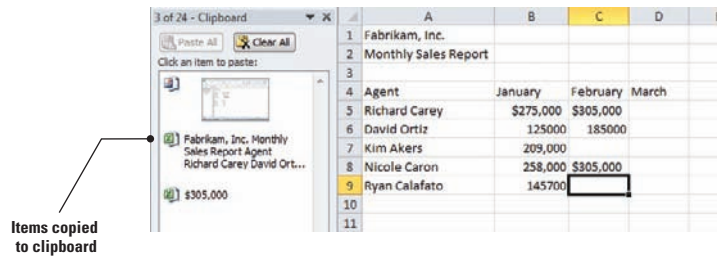 3 of 24 - Clipboard
Paste All Clear All
Click an item to paste:
Fabrikam, Inc. Monthly
Sales Report Agent
Richard Carey David Ort...
$305,000
Items copied
to clipboard
A B C D
1 Fabrikam, Inc.
2 Monthly Sales Report
3
4 Agent January February March
5 Richard Carey $275,000 $305,000
6 David Ortiz 125000 185000
7 Kim Akers 209,000
8 Nicole Caron 258,000 $305,000
9 Ryan Calafato 145700
10
11